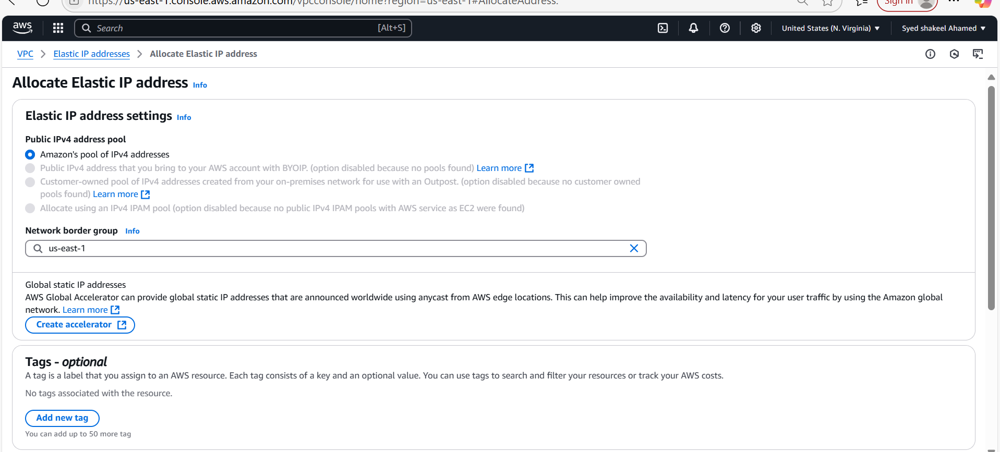 https://us-east-1.console.aws.amazon.com/vpcconsole/home?region=us-east-1#AllocateAddress:
Sign in
aws
Search
[Alt+S]
United States (N. Virginia)
Syed shakeel Ahamed
VPC
Elastic IP addresses
Allocate Elastic IP address
Allocate Elastic IP address Info
Elastic IP address settings Info
Public IPv4 address pool
Amazon's pool of IPv4 addresses
Public IPv4 address that you bring to your AWS account with BYOIP. (option disabled because no pools found) Learn more
Customer-owned pool of IPv4 addresses created from your on-premises network for use with an Outpost. (option disabled because no customer owned
pools found) Learn more
Allocate using an IPv4 IPAM pool (option disabled because no public IPv4 IPAM pools with AWS service as EC2 were found)
Network border group Info
us-east-1
Global static IP addresses
AWS Global Accelerator can provide global static IP addresses that are announced worldwide using anycast from AWS edge locations. This can help improve the availability and latency for your user traffic by using the Amazon global
network. Learn more
Create accelerator
Tags - optional
A tag is a label that you assign to an AWS resource. Each tag consists of a key and an optional value. You can use tags to search and filter your resources or track your AWS costs.
No tags associated with the resource.
Add new tag
You can add up to 50 more tag